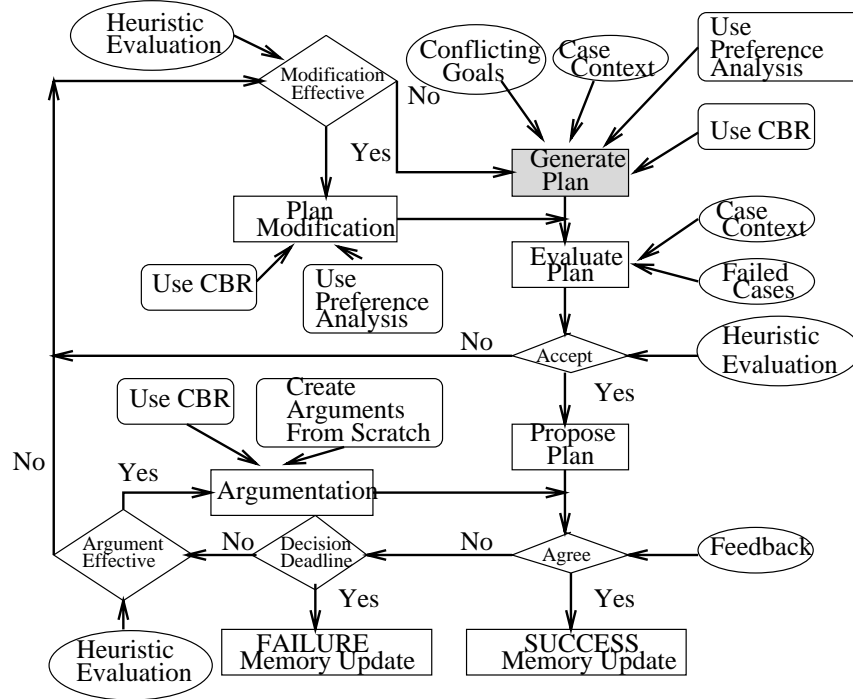 Heuristic
Evaluation
Modification
Effective
No
Yes
Conflicting
Goals
Case
Context
Use
Preference
Analysis
Use CBR
Generate
Plan
Plan
Modification
Use CBR
Use
Preference
Analysis
Evaluate
Plan
Case
Context
Failed
Cases
No
Accept
Heuristic
Evaluation
Yes
Use CBR
Create
Arguments
From Scratch
Propose
Plan
No
Yes
Argumentation
Argument
Effective
No
Decision
Deadline
No
Agree
Feedback
Yes
Yes
Heuristic
Evaluation
FAILURE
Memory Update
SUCCESS
Memory Update